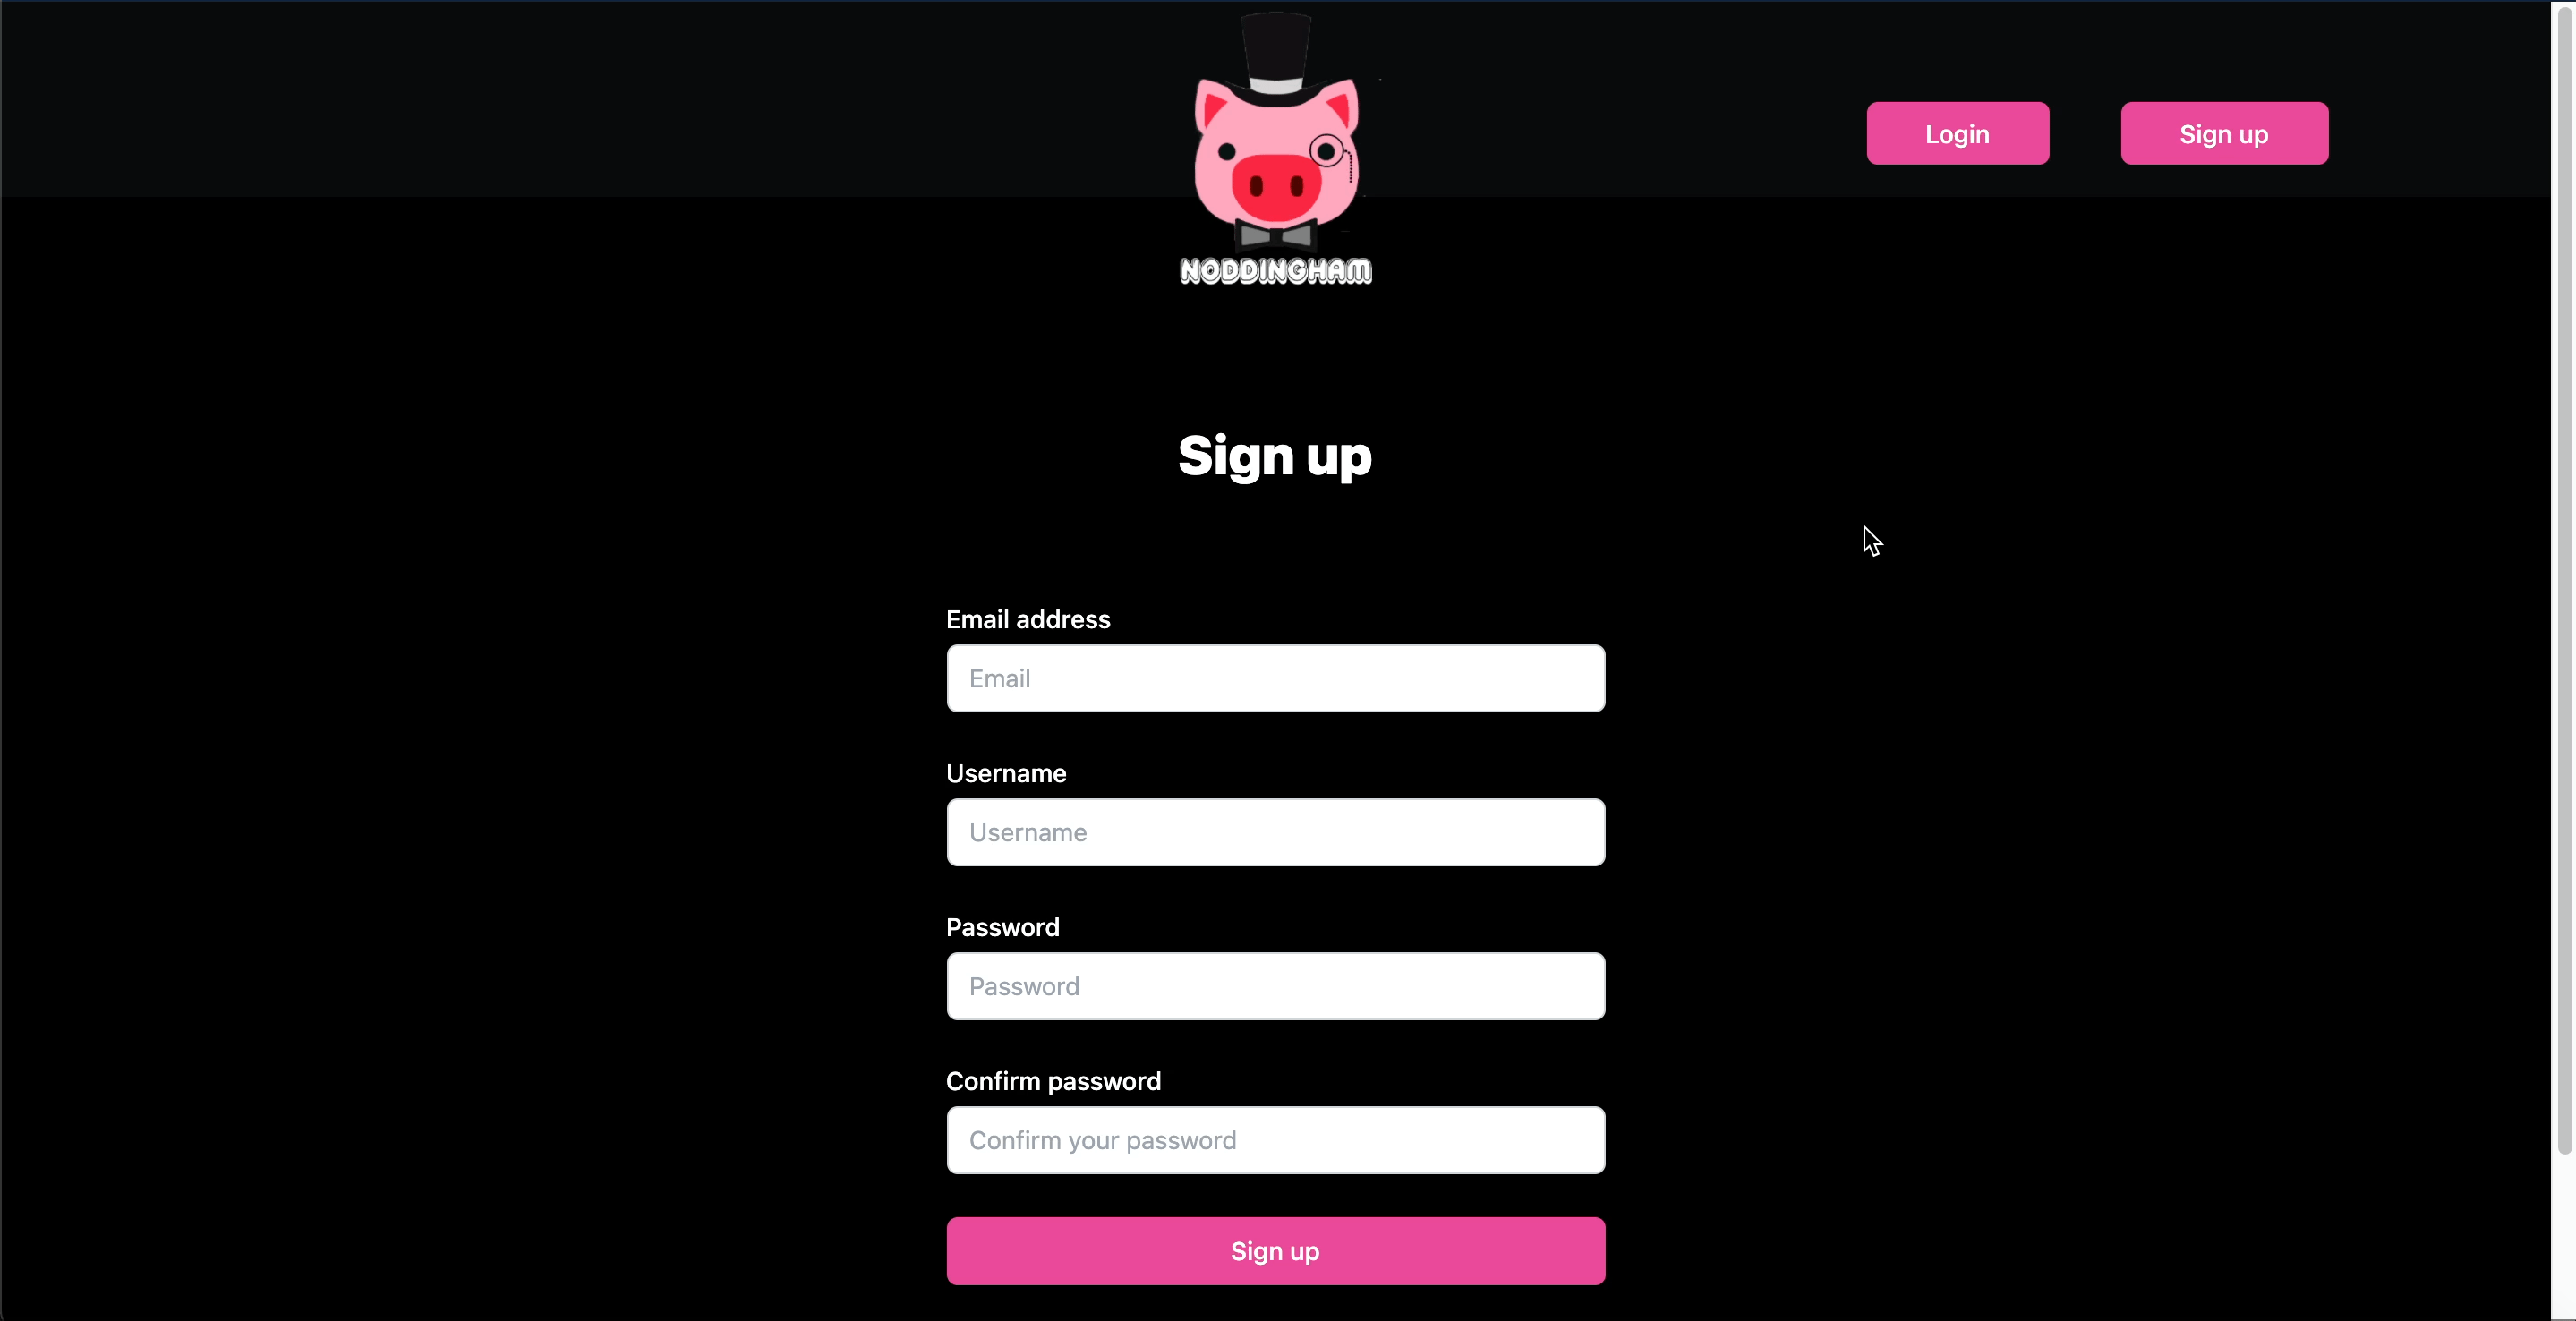 Login
Sign up
NODDINGHAM
Sign up
Email address
Email
Username
Username
Password
Password
Confirm password
Confirm your password
Sign up